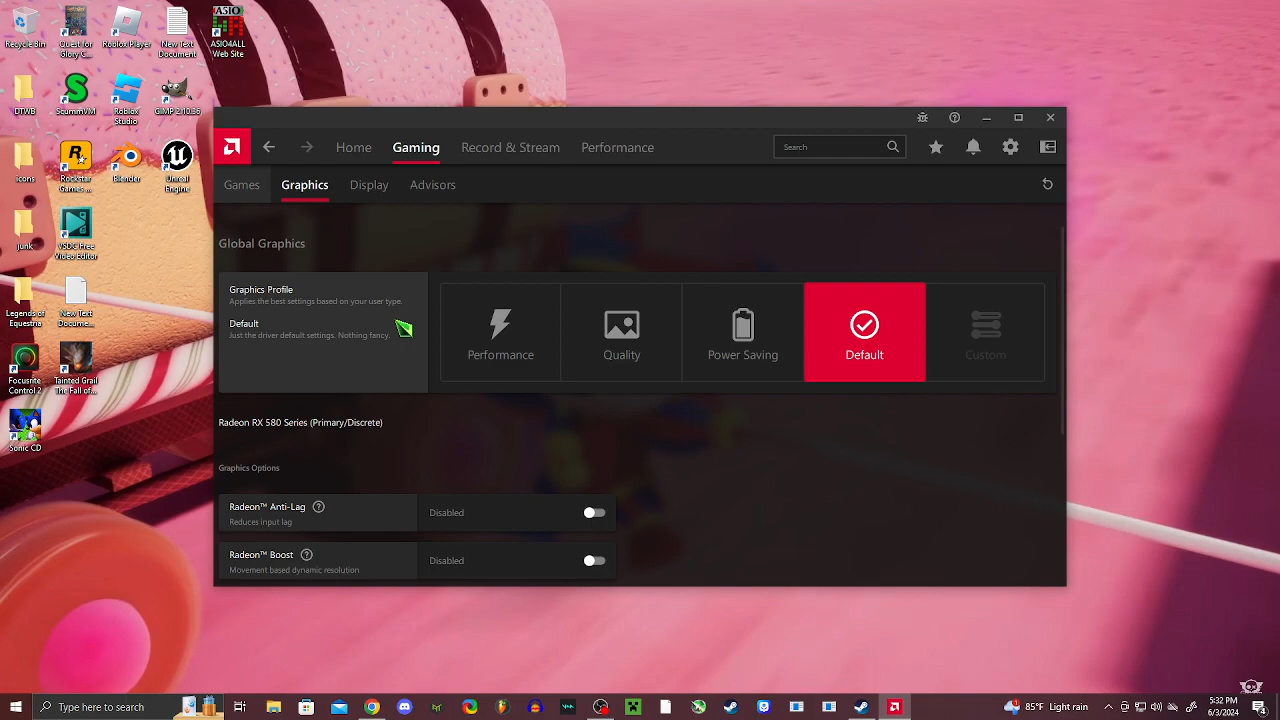 Recycle Bin
Quest for
Glory C...
Roblox Player
New Text
Document
ASIO
ASIO4ALL
Web Site
DTWB
ScummVM
Roblox
Studio
GIMP 2.10.36
icons
Rockstar
Games ...
Blender
Unreal
Engine
junk
VSDC Free
Video Editor
Legends of
Equestria
New Text
Docume...
Focusrite
Control 2
Tainted Grail
The Fall of...
Sonic CD
Home
Gaming
Record & Stream
Performance
Search
Games
Graphics
Display
Advisors
Global Graphics
Graphics Profile
Applies the best settings based on your user type.
Default
Just the driver default settings. Nothing fancy.
Performance
Quality
Power Saving
Default
Custom
Radeon RX 580 Series (Primary/Discrete)
Graphics Options
Radeon™ Anti-Lag
Reduces input lag
Disabled
Radeon™ Boost
Movement based dynamic resolution
Disabled
Type here to search
85°F Light rain
5:32 PM
6/3/2024